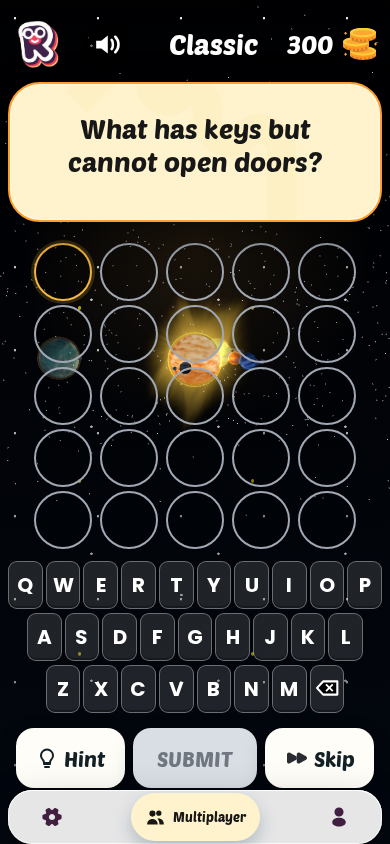 R
Classic
300
What has keys but
cannot open doors?
Q W E R T Y U I O P
A S D F G H J K L
Z X C V B N M
Hint
SUBMIT
Skip
Multiplayer